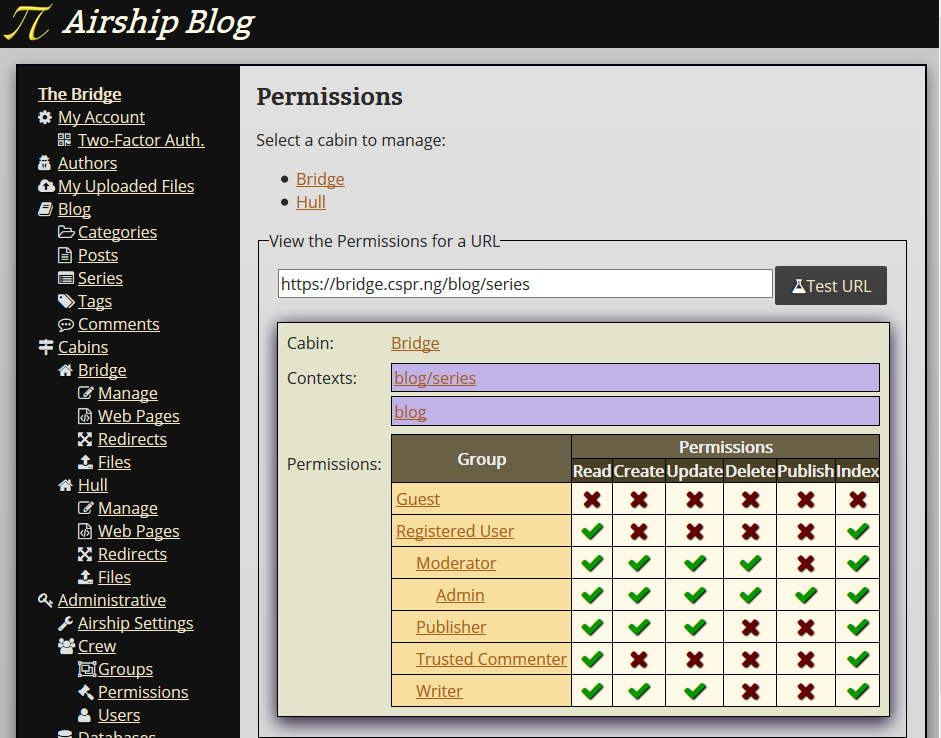 Airship Blog
The Bridge
My Account
Two-Factor Auth.
Authors
My Uploaded Files
Blog
Categories
Posts
Series
Tags
Comments
Cabins
Bridge
Manage
Web Pages
Redirects
Files
Hull
Manage
Web Pages
Redirects
Files
Administrative
Airship Settings
Crew
Groups
Permissions
Users
Databases
Permissions
Select a cabin to manage:
Bridge
Hull
View the Permissions for a URL
https://bridge.cspr.ng/blog/series
Test URL
Cabin: Bridge
Contexts: blog/series
blog
Permissions:
Group Permissions
Read Create Update Delete Publish Index
Guest
Registered User
Moderator
Admin
Publisher
Trusted Commenter
Writer